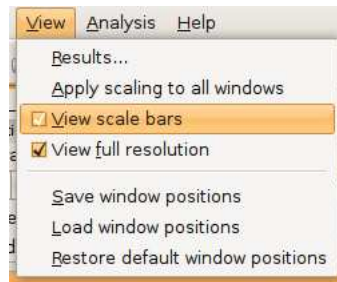 View Analysis Help
Results...
Apply scaling to all windows
View scale bars
View full resolution
Save window positions
Load window positions
Restore default window positions